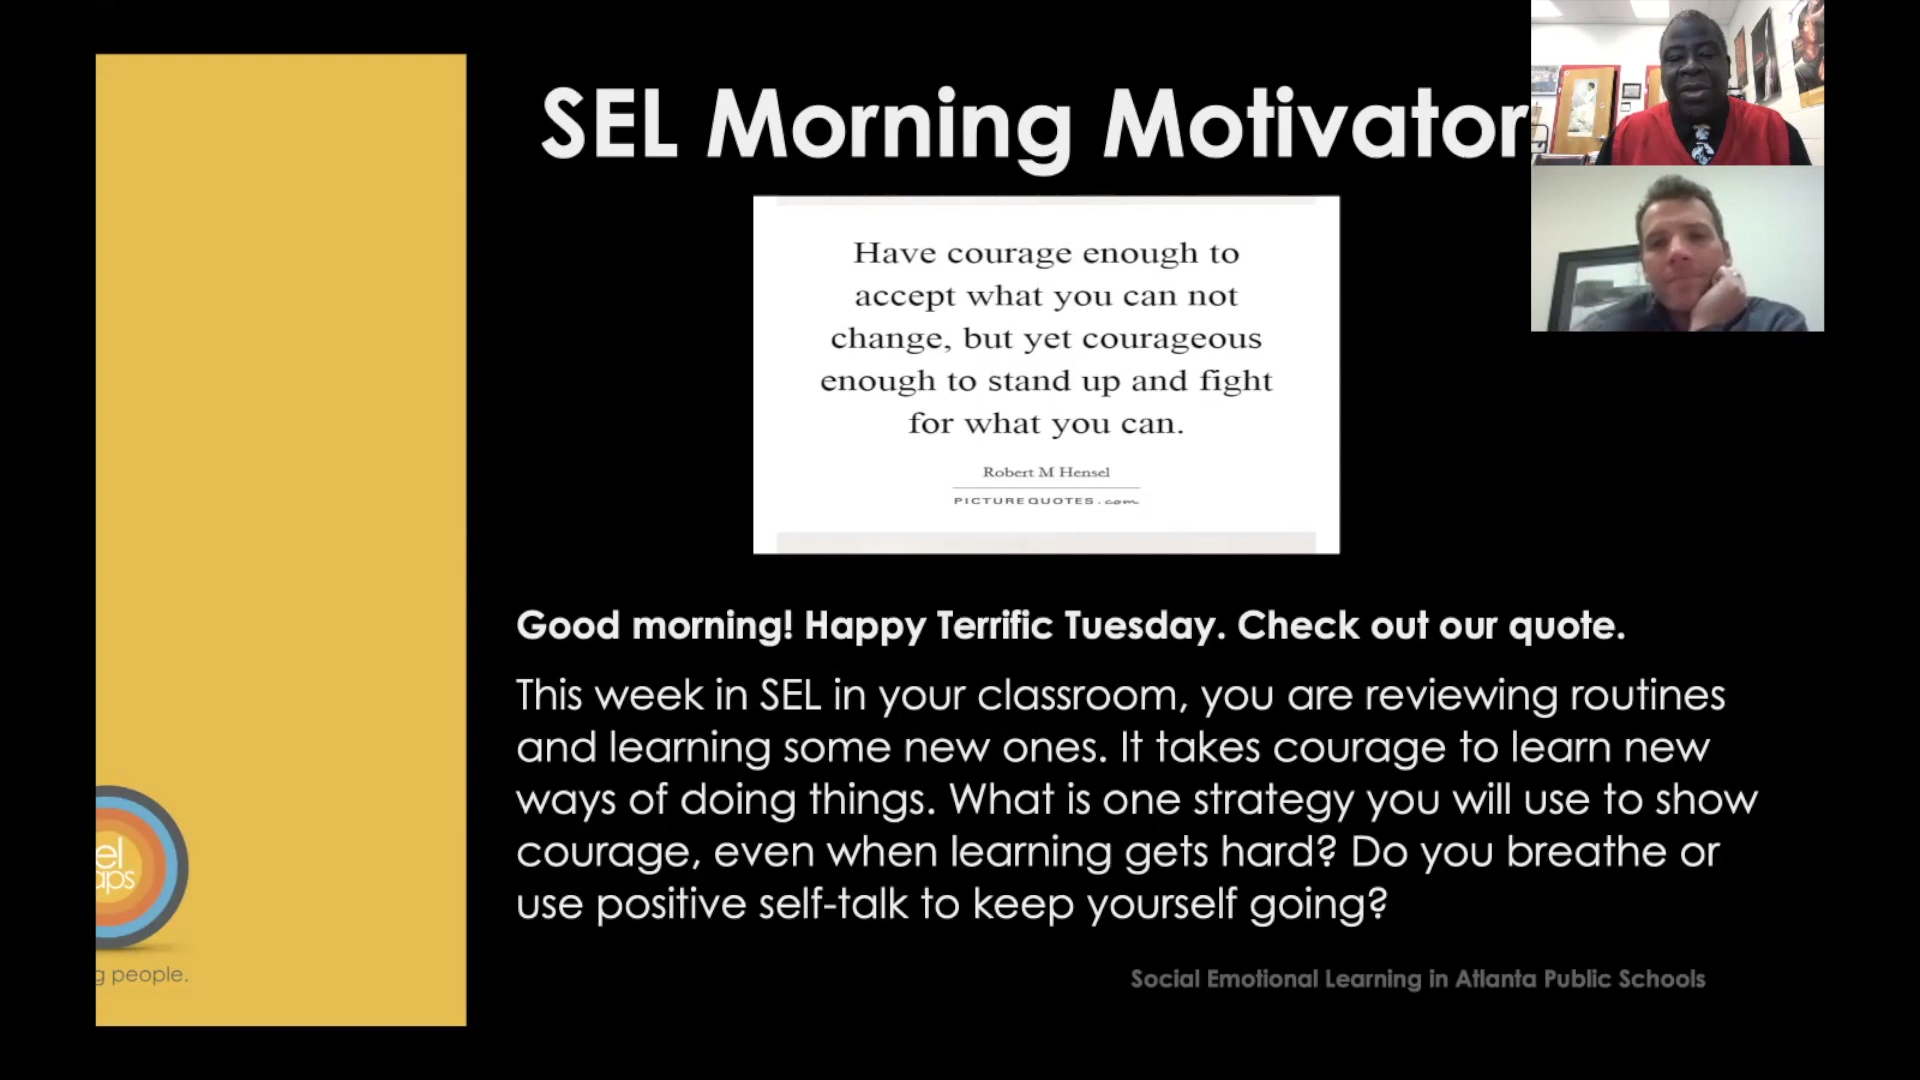 SEL Morning Motivator
Have courage enough to
accept what you can not
change, but yet courageous
enough to stand up and fight
for what you can.
Robert M Hensel
PICTUREQUOTES.com
Good morning! Happy Terrific Tuesday. Check out our quote.
This week in SEL in your classroom, you are reviewing routines
and learning some new ones. It takes courage to learn new
ways of doing things. What is one strategy you will use to show
courage, even when learning gets hard? Do you breathe or
use positive self-talk to keep yourself going?
el
aps
g people.
Social Emotional Learning in Atlanta Public Schools